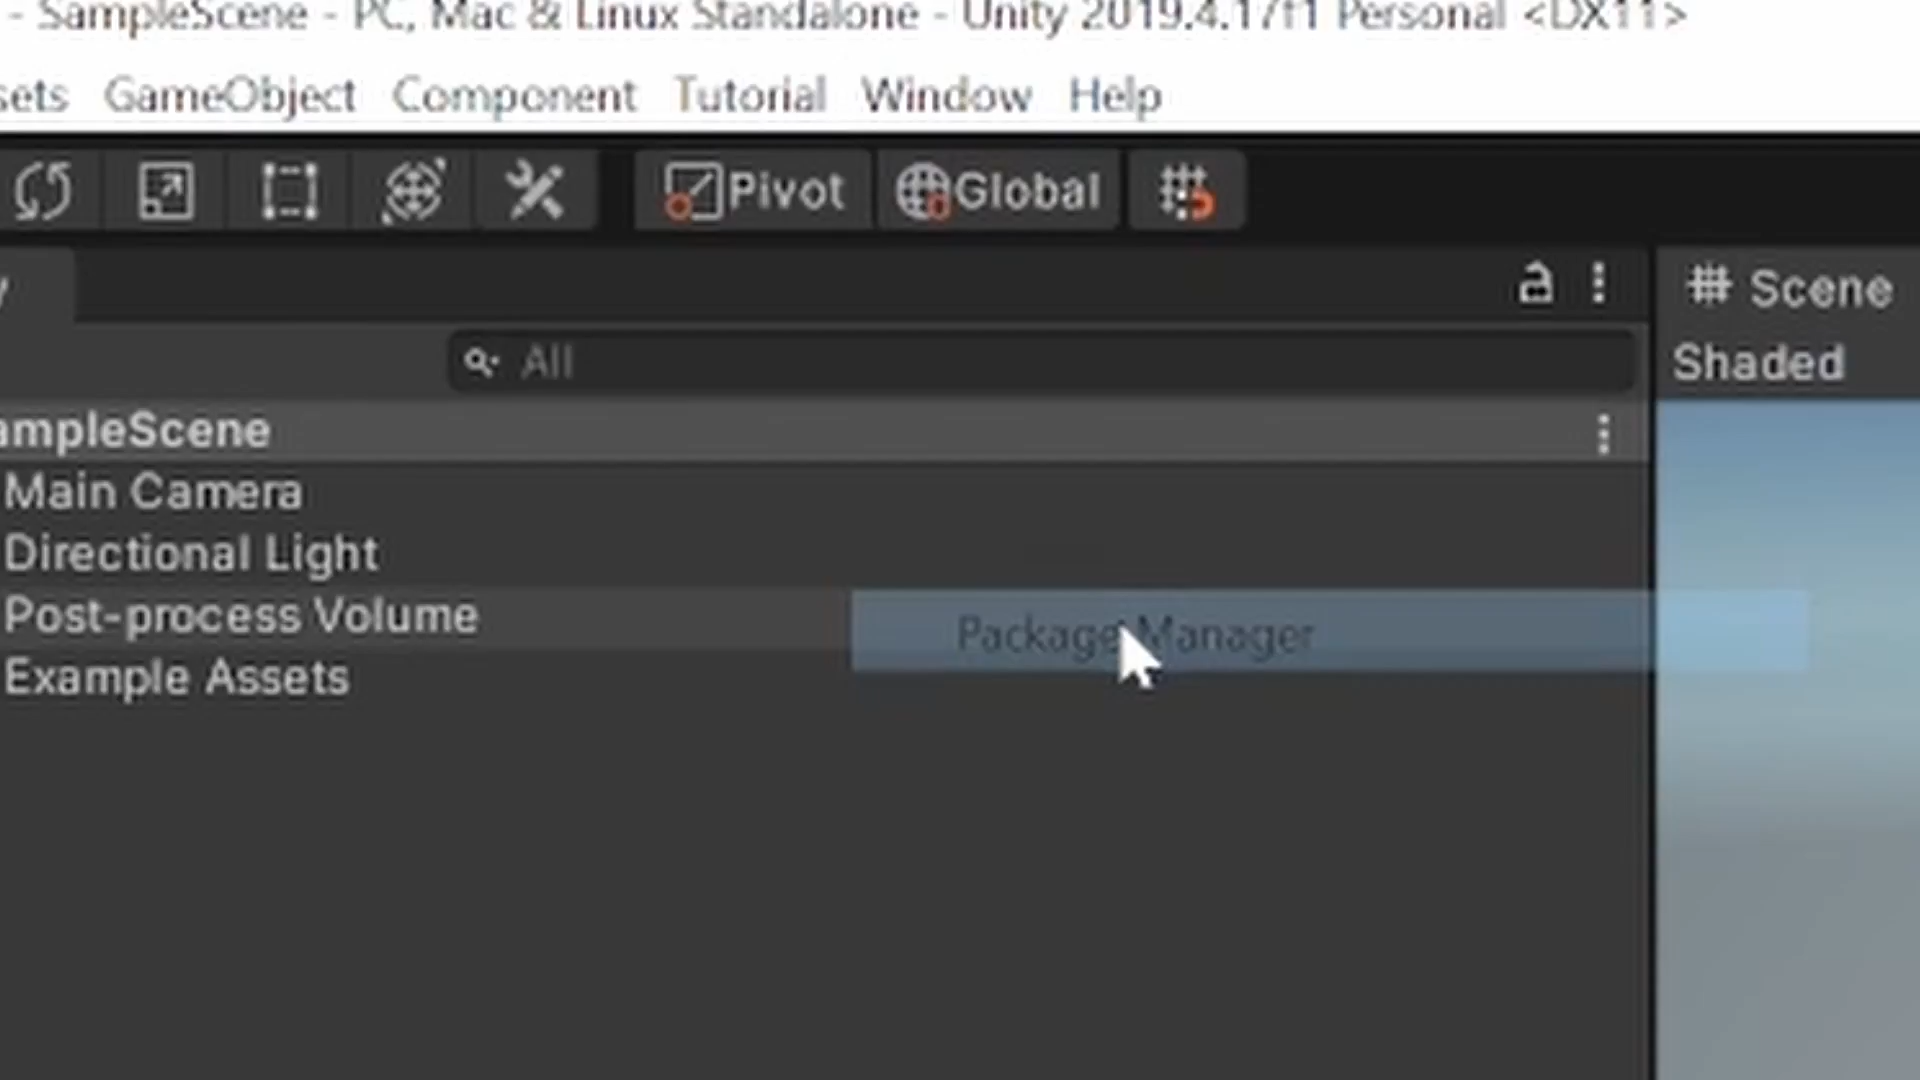 - SampleScene - PC, Mac & Linux Standalone - Unity 2019.4.17f1 Personal <DX11>
sets GameObject Component Tutorial Window Help
Pivot Global
Scene
All
Shaded
ampleScene
Main Camera
Directional Light
Post-process Volume
Package Manager
Example Assets